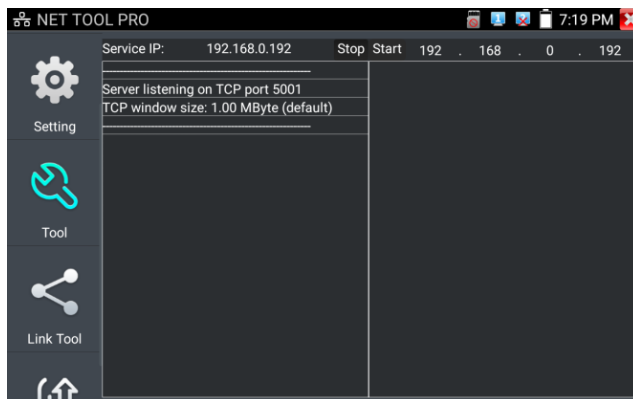 NET TOOL PRO 7:19 PM
Service IP: 192.168.0.192 Stop Start 192 . 168 . 0 . 192
Server listening on TCP port 5001
TCP window size: 1.00 MByte (default)
Setting
Tool
Link Tool